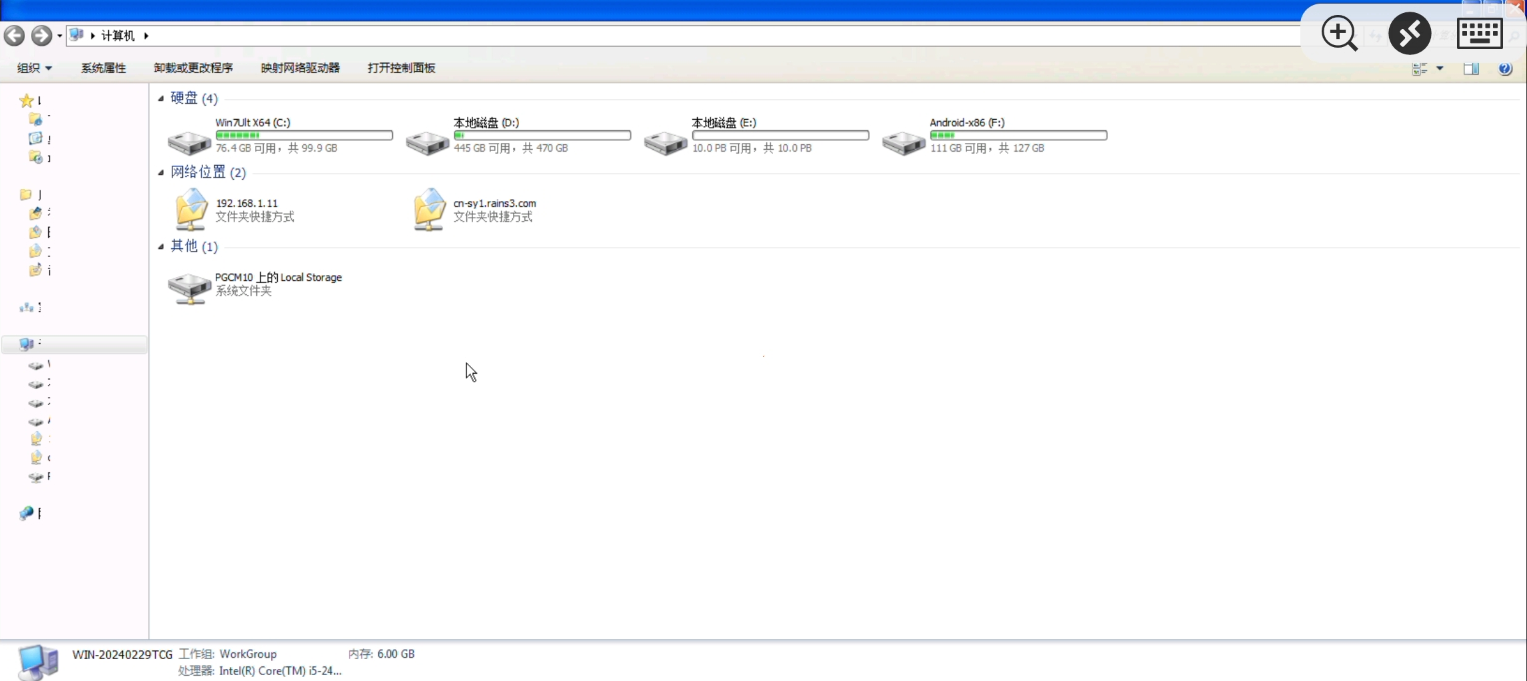 计算机
组织 系统属性 卸载或更改程序 映射网络驱动器 打开控制面板
硬盘 (4)
Win7Ult X64 (C:)
76.4 GB 可用，共 99.9 GB
本地磁盘 (D:)
445 GB 可用，共 470 GB
本地磁盘 (E:)
10.0 PB 可用，共 10.0 PB
Android-x86 (F:)
111 GB 可用，共 127 GB
网络位置 (2)
192.168.1.11
文件夹快捷方式
cn-sy1.rains3.com
文件夹快捷方式
其他 (1)
PGCM10 上的 Local Storage
系统文件夹
WIN-20240229TCG 工作组: WorkGroup 内存: 6.00 GB
处理器: Intel(R) Core(TM) i5-24...